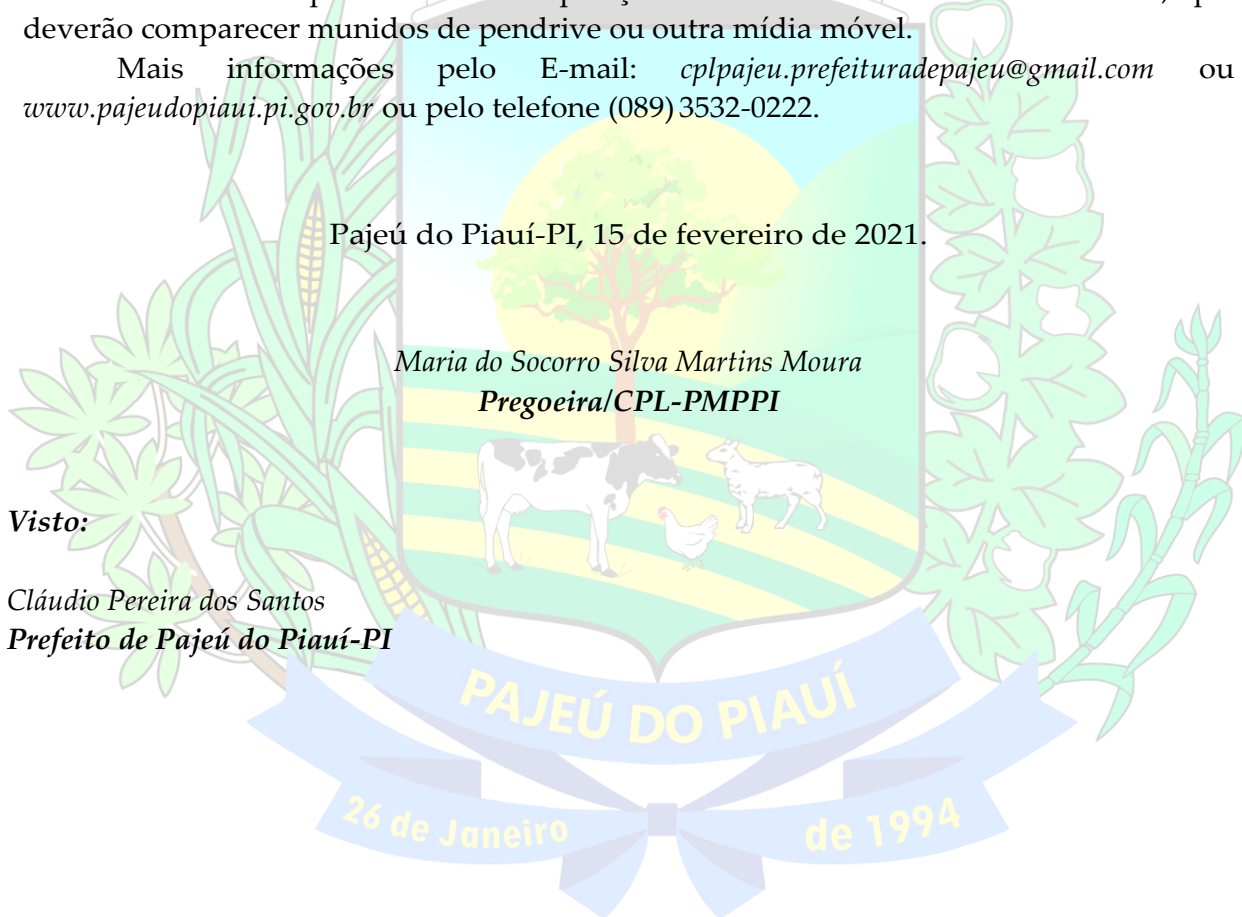 deverão comparecer munidos de pendrive ou outra mídia móvel.
Mais informações pelo E-mail: cplpajeu.prefeituradepajeu@gmail.com ou
www.pajeudopiaui.pi.gov.br ou pelo telefone (089) 3532-0222.
Pajeú do Piauí-PI, 15 de fevereiro de 2021.
Maria do Socorro Silva Martins Moura
Pregoeira/CPL-PMPPI
Visto:
Cláudio Pereira dos Santos
Prefeito de Pajeú do Piauí-PI
PAJEÚ DO PIAUÍ
26 de Janeiro de 1994